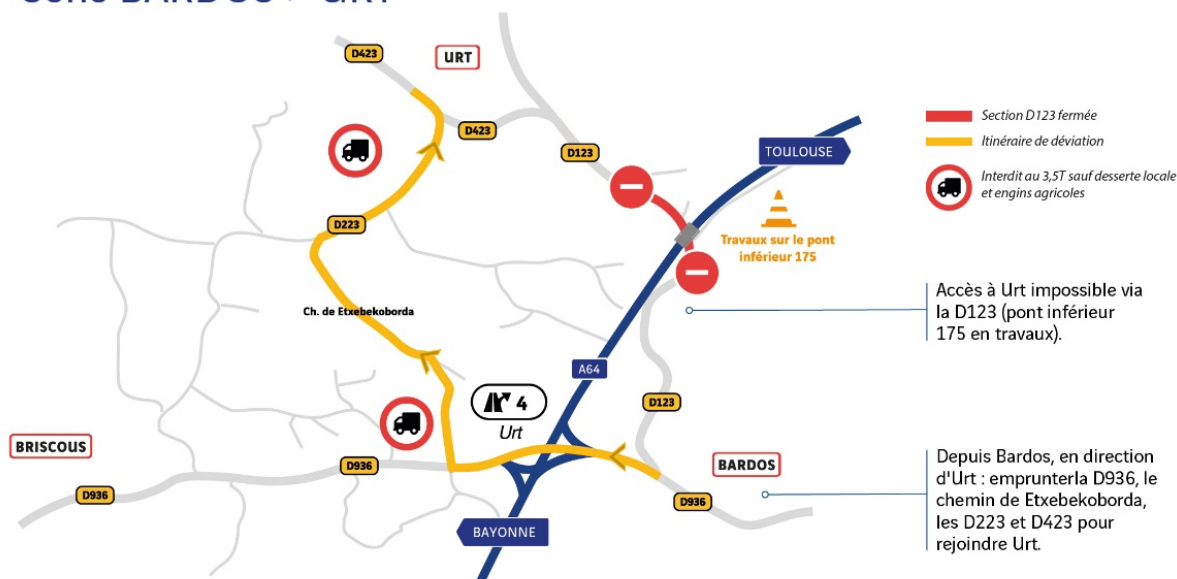 Sens BARDOS > URT
D423
URT
D423
D123
TOULOUSE
Section D123 fermée
Itinéraire de déviation
Interdit au 3,5T sauf desserte locale
et engins agricoles
D223
Travaux sur le pont
inférieur 175
Ch. de Etxebekoborda
Accès à Urt impossible via
la D123 (pont inférieur
175 en travaux).
A64
4
Urt
D123
BRISCOUS
D936
D936
BARDOS
D936
BAYONNE
Depuis Bardos, en direction
d'Urt : emprunterla D936, le
chemin de Etxebekoborda,
les D223 et D423 pour
rejoindre Urt.